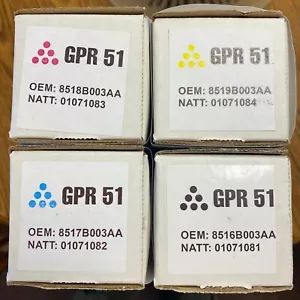 GPR 51
OEM: 8518B003AA
NATT: 01071083
GPR 51
OEM: 8519B003AA
NATT: 01071084
GPR 51
OEM: 8517B003AA
NATT: 01071082
GPR 51
OEM: 8516B003AA
NATT: 01071081